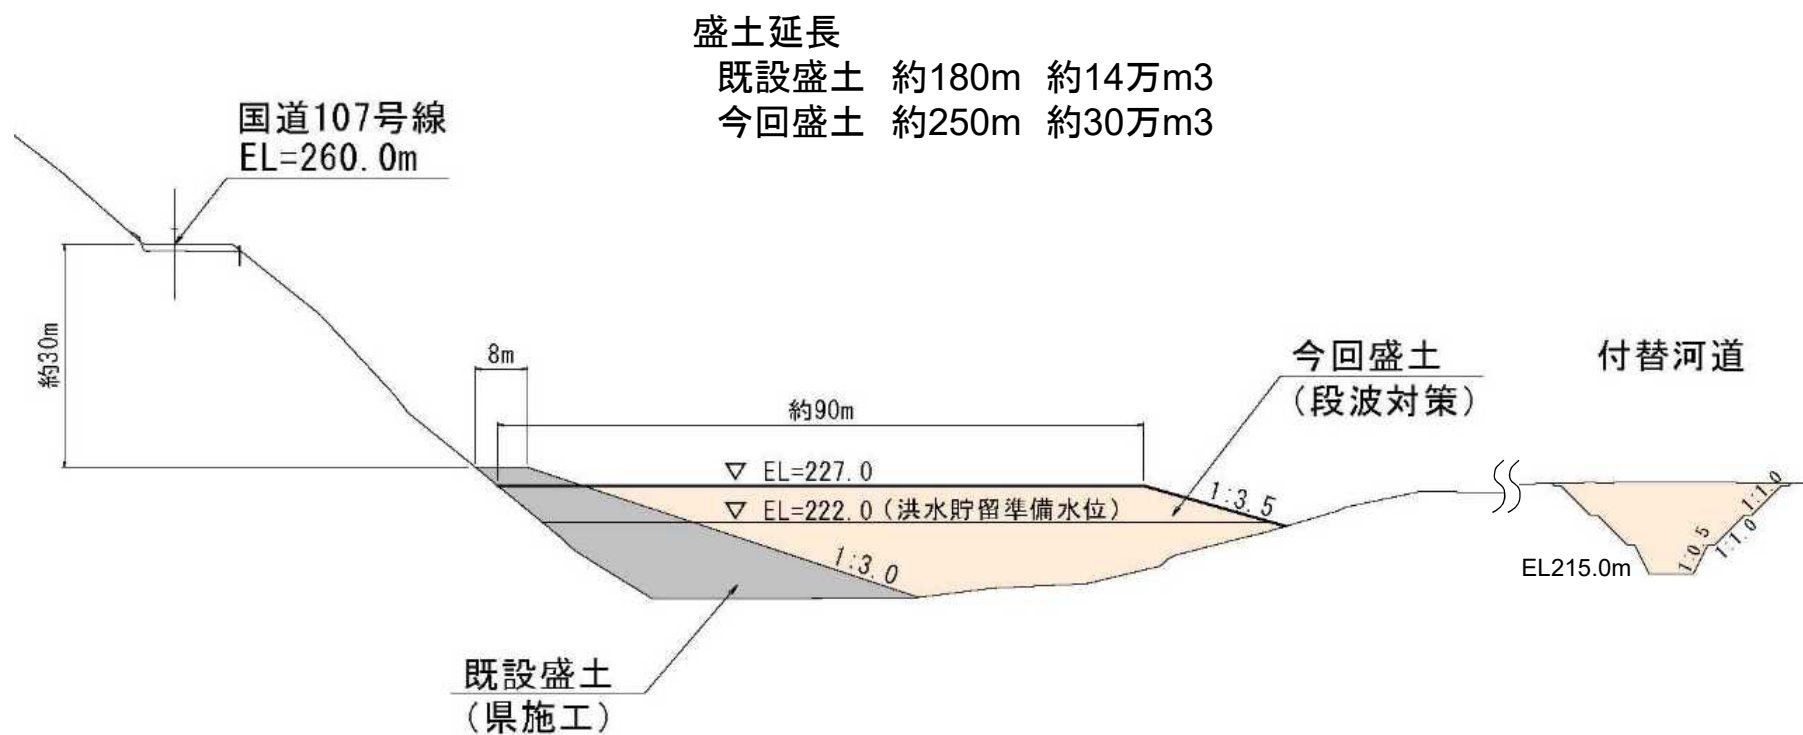 盛土延長
既設盛土 約180m 約14万m3
今回盛土 約250m 約30万m3
国道107号線
EL=260.0m
約30m
8m
約90m
今回盛土
(段波対策)
付替河道
▽ EL=227.0
1:3.5
▽ EL=222.0(洪水貯留準備水位)
1:3.0
1:1.0
1:1.0
1:0.5
EL215.0m
既設盛土
(県施工)